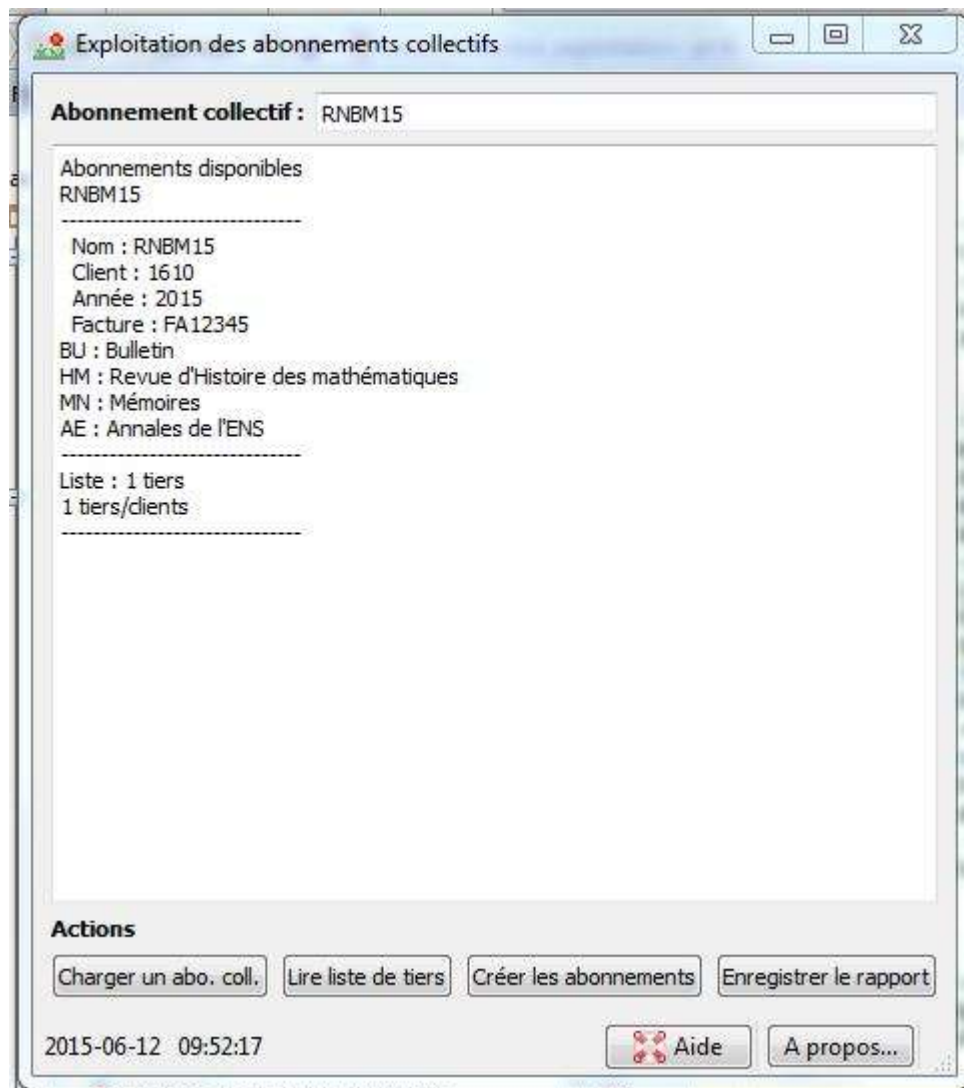 Exploitation des abonnements collectifs
Abonnement collectif : RNBM15
Abonnements disponibles
RNBM15
------------------------------
Nom : RNBM15
Client : 1610
Année : 2015
Facture : FA12345
BU : Bulletin
HM : Revue d'Histoire des mathématiques
MN : Mémoires
AE : Annales de l'ENS
------------------------------
Liste : 1 tiers
1 tiers/clients
------------------------------
Actions
Charger un abo. coll. Lire liste de tiers Créer les abonnements Enregistrer le rapport
2015-06-12 09:52:17 Aide A propos...